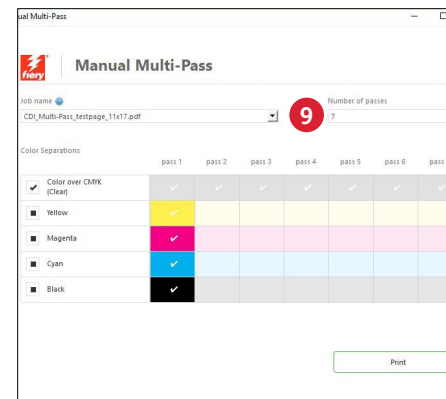 ual Multi-Pass
fiery
Manual Multi-Pass
Job name
Number of passes
CDI_Multi-Pass_testpage_11x17.pdf
9
7
Color Separations
pass 1 pass 2 pass 3 pass 4 pass 5 pass 6 pass
Color over CMYK
(Clear)
Yellow
Magenta
Cyan
Black
Print